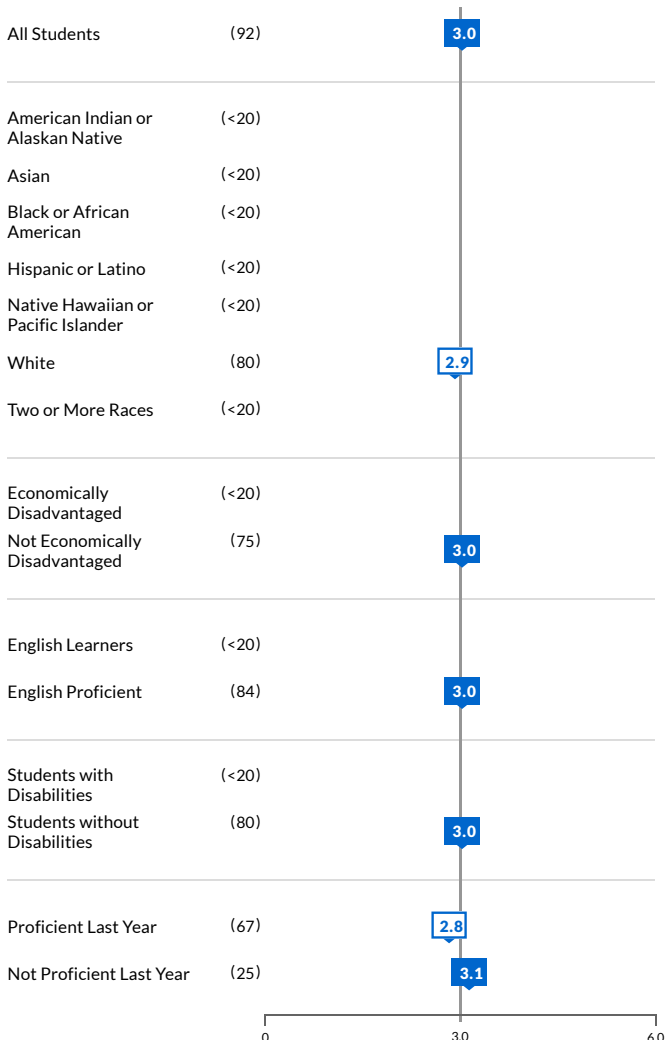 All Students (92) 3.0
American Indian or
Alaskan Native (<20)
Asian (<20)
Black or African
American (<20)
Hispanic or Latino (<20)
Native Hawaiian or
Pacific Islander (<20)
White (80) 2.9
Two or More Races (<20)
Economically
Disadvantaged (<20)
Not Economically
Disadvantaged (75) 3.0
English Learners (<20)
English Proficient (84) 3.0
Students with
Disabilities (<20)
Students without
Disabilities (80) 3.0
Proficient Last Year (67) 2.8
Not Proficient Last Year (25) 3.1
0 3.0 6.0